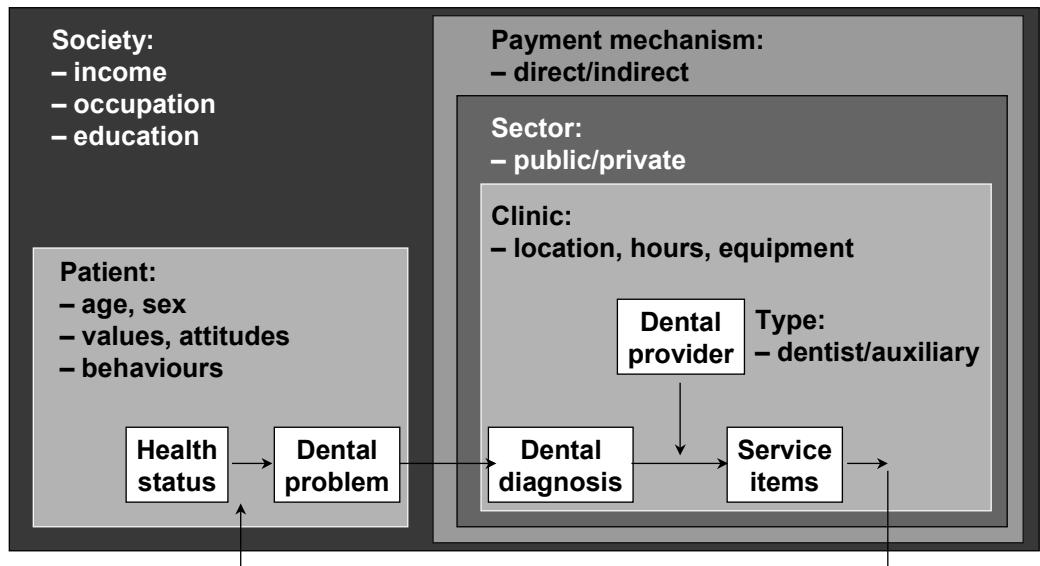 Society:
– income
– occupation
– education
Payment mechanism:
– direct/indirect
Sector:
– public/private
Clinic:
– location, hours, equipment
Patient:
– age, sex
– values, attitudes
– behaviours
Dental
provider
Type:
– dentist/auxiliary
Health
status
Dental
problem
Dental
diagnosis
Service
items